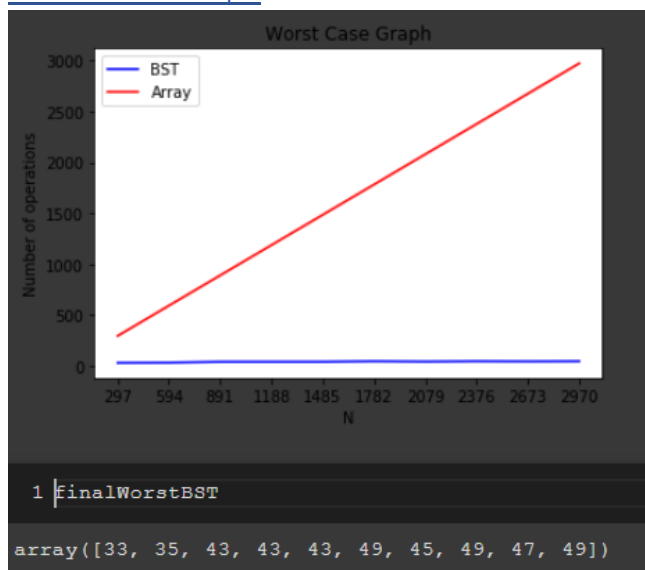 Worst Case Graph
BST
Array
3000
2500
2000
1500
1000
500
0
Number of operations
297 594 891 1188 1485 1782 2079 2376 2673 2970
N
1 finalWorstBST
array([33, 35, 43, 43, 43, 49, 45, 49, 47, 49])